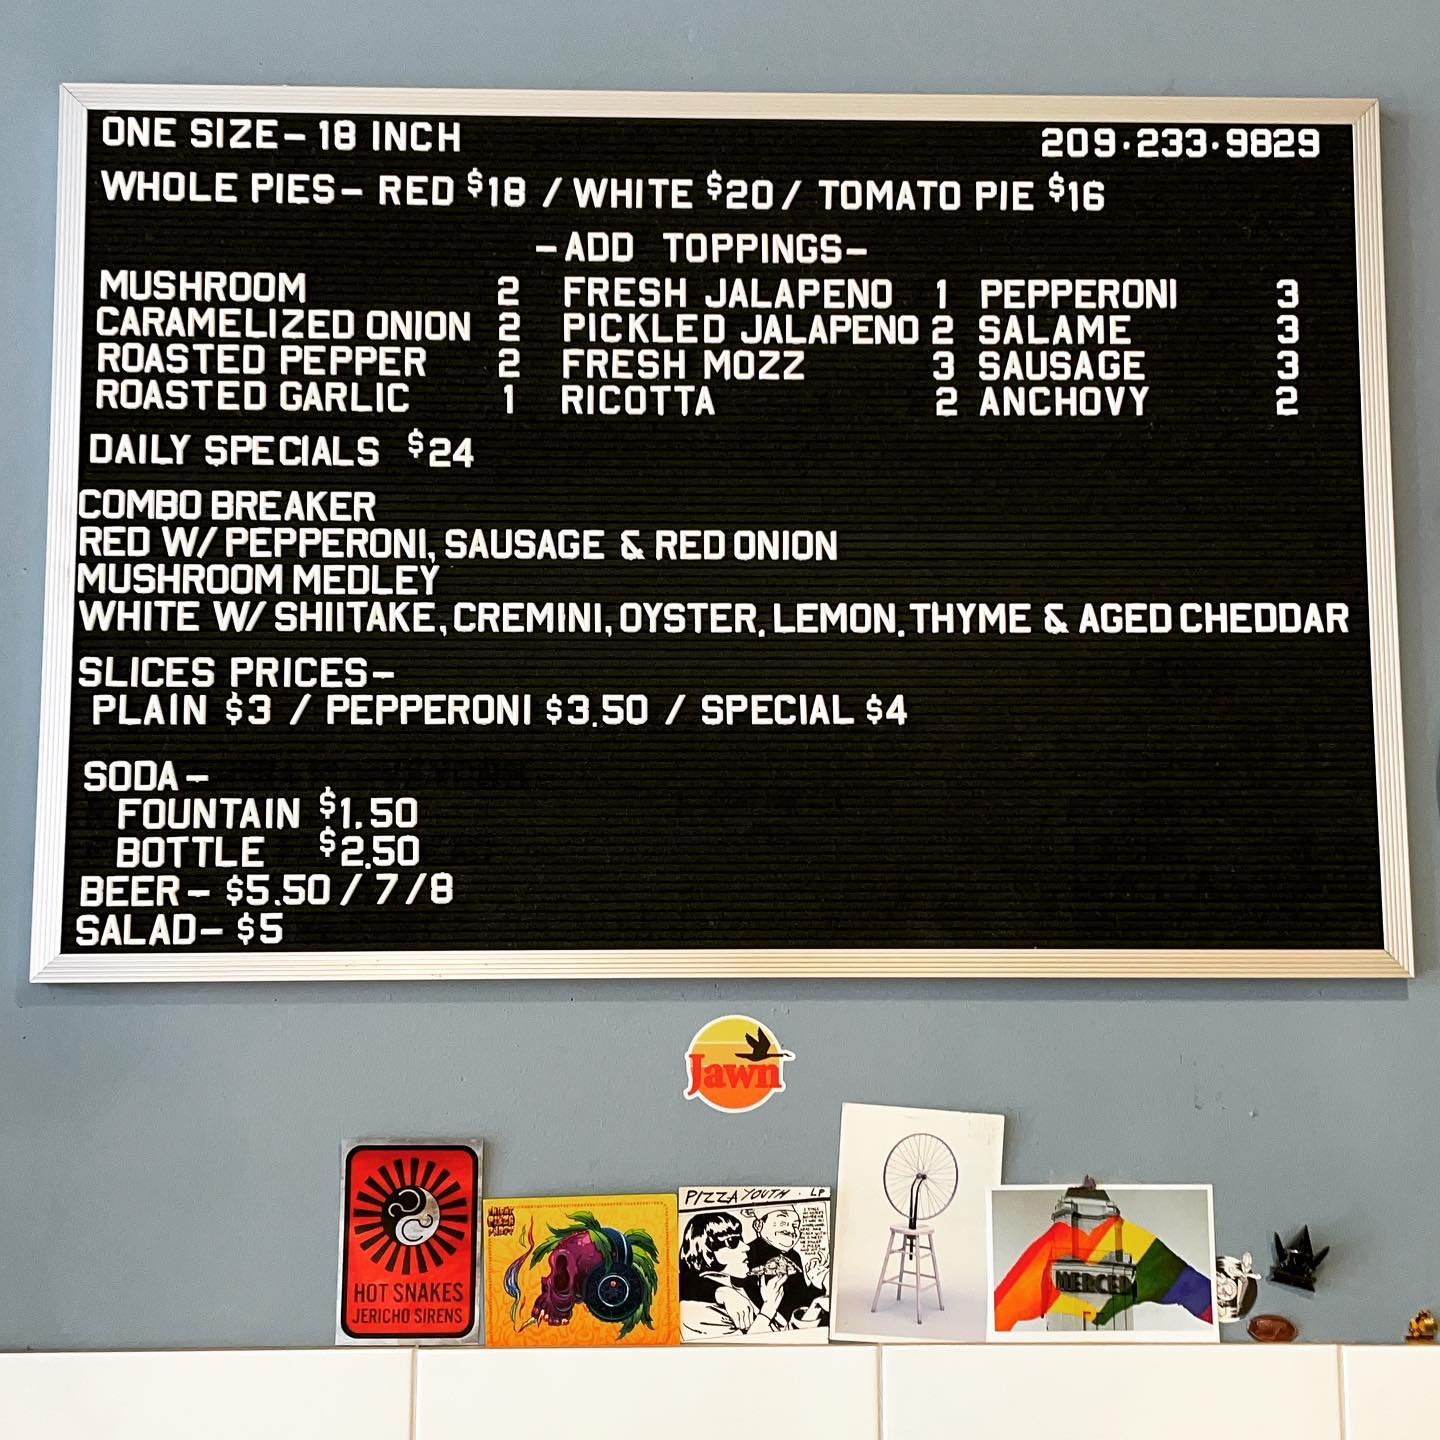 ONE SIZE- 18 INCH 209·233·9829
WHOLE PIES- RED $18 / WHITE $20 / TOMATO PIE $16
-ADD TOPPINGS-
MUSHROOM 2 FRESH JALAPENO 1 PEPPERONI 3
CARAMELIZED ONION 2 PICKLED JALAPENO 2 SALAME 3
ROASTED PEPPER 2 FRESH MOZZ 3 SAUSAGE 3
ROASTED GARLIC 1 RICOTTA 2 ANCHOVY 2
DAILY SPECIALS $24
COMBO BREAKER
RED W/ PEPPERONI, SAUSAGE & RED ONION
MUSHROOM MEDLEY
WHITE W/ SHIITAKE, CREMINI, OYSTER, LEMON, THYME & AGED CHEDDAR
SLICES PRICES-
PLAIN $3 / PEPPERONI $3.50 / SPECIAL $4
SODA-
FOUNTAIN $1.50
BOTTLE $2.50
BEER- $5.50 / 7 / 8
SALAD- $5
Jawn
HOT SNAKES
JERICHO SIRENS
PIZZA YOUTH · LP
MERCED